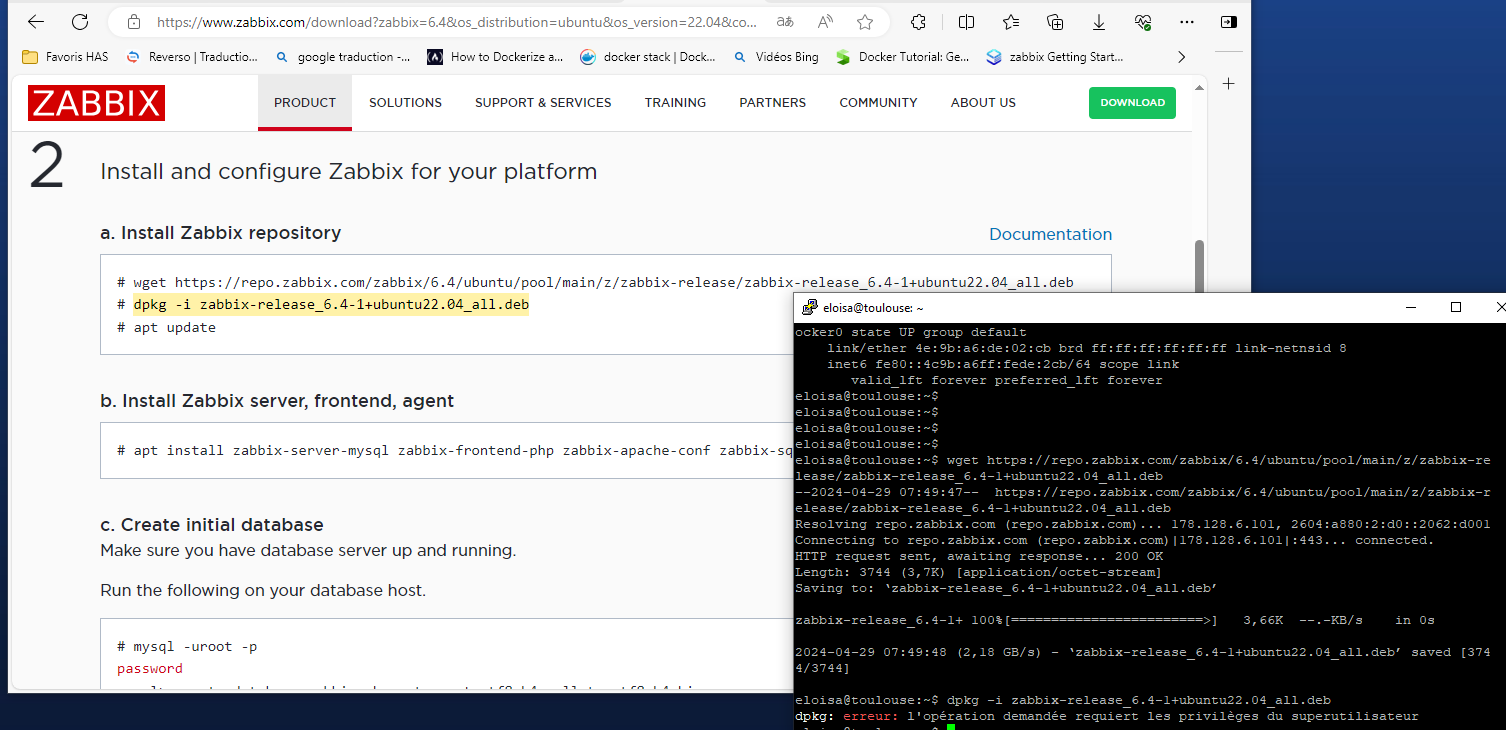 https://www.zabbix.com/download?zabbix=6.4&os_distribution=ubuntu&os_version=22.04&co...
Favoris HAS
Reverso | Traductio...
google traduction -...
How to Dockerize a...
docker stack | Dock...
Vidéos Bing
Docker Tutorial: Ge...
zabbix Getting Start...
ZABBIX
PRODUCT
SOLUTIONS
SUPPORT & SERVICES
TRAINING
PARTNERS
COMMUNITY
ABOUT US
DOWNLOAD
2
Install and configure Zabbix for your platform
a. Install Zabbix repository
Documentation
# wget https://repo.zabbix.com/zabbix/6.4/ubuntu/pool/main/z/zabbix-release/zabbix-release_6.4-1+ubuntu22.04_all.deb
# dpkg -i zabbix-release_6.4-1+ubuntu22.04_all.deb
# apt update
b. Install Zabbix server, frontend, agent
# apt install zabbix-server-mysql zabbix-frontend-php zabbix-apache-conf zabbix-sq
c. Create initial database
Make sure you have database server up and running.
Run the following on your database host.
# mysql -uroot -p
password
eloisa@toulouse: ~
ocker0 state UP group default
link/ether 4e:9b:a6:de:02:cb brd ff:ff:ff:ff:ff:ff link-netnsid 8
inet6 fe80::4c9b:a6ff:fede:2cb/64 scope link
valid_lft forever preferred_lft forever
eloisa@toulouse:~$
eloisa@toulouse:~$
eloisa@toulouse:~$
eloisa@toulouse:~$
eloisa@toulouse:~$ wget https://repo.zabbix.com/zabbix/6.4/ubuntu/pool/main/z/zabbix-re
lease/zabbix-release_6.4-1+ubuntu22.04_all.deb
--2024-04-29 07:49:47--  https://repo.zabbix.com/zabbix/6.4/ubuntu/pool/main/z/zabbix-r
elease/zabbix-release_6.4-1+ubuntu22.04_all.deb
Resolving repo.zabbix.com (repo.zabbix.com)... 178.128.6.101, 2604:a880:2:d0::2062:d001
Connecting to repo.zabbix.com (repo.zabbix.com)|178.128.6.101|:443... connected.
HTTP request sent, awaiting response... 200 OK
Length: 3744 (3,7K) [application/octet-stream]
Saving to: ‘zabbix-release_6.4-1+ubuntu22.04_all.deb’
zabbix-release_6.4-1+ 100%[========================>]   3,66K  --.-KB/s    in 0s
2024-04-29 07:49:48 (2,18 GB/s) - ‘zabbix-release_6.4-1+ubuntu22.04_all.deb’ saved [374
4/3744]
eloisa@toulouse:~$ dpkg -i zabbix-release_6.4-1+ubuntu22.04_all.deb
dpkg: erreur: l'opération demandée requiert les privilèges du superutilisateur